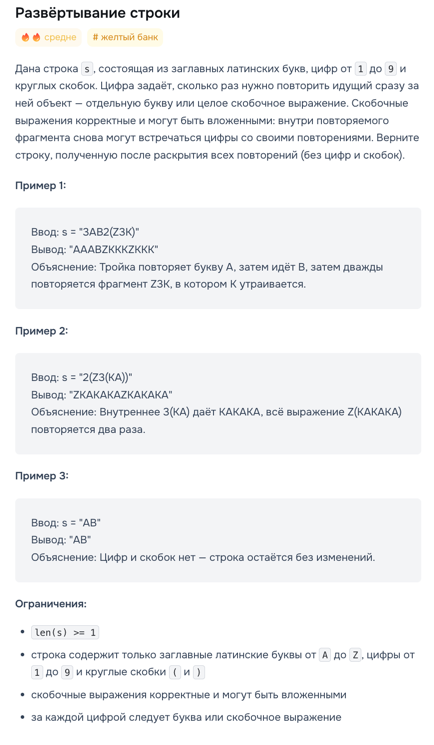 Развёртывание строки
🔥🔥 средне # желтый банк
Дана строка s, состоящая из заглавных латинских букв, цифр от 1 до 9 и
круглых скобок. Цифра задаёт, сколько раз нужно повторить идущий сразу за
ней объект — отдельную букву или целое скобочное выражение. Скобочные
выражения корректные и могут быть вложенными: внутри повторяемого
фрагмента снова могут встречаться цифры со своими повторениями. Верните
строку, полученную после раскрытия всех повторений (без цифр и скобок).
Пример 1:
Ввод: s = "3AB2(Z3K)"
Вывод: "AAABZKKKZKKK"
Объяснение: Тройка повторяет букву A, затем идёт B, затем дважды
повторяется фрагмент Z3K, в котором K утраивается.
Пример 2:
Ввод: s = "2(Z3(KA))"
Вывод: "ZKAKAKAZKAKAKA"
Объяснение: Внутреннее 3(KA) даёт KAKAKA, всё выражение Z(KAKAKA)
повторяется два раза.
Пример 3:
Ввод: s = "AB"
Вывод: "AB"
Объяснение: Цифр и скобок нет — строка остаётся без изменений.
Ограничения:
• len(s) >= 1
• строка содержит только заглавные латинские буквы от A до Z, цифры от
1 до 9 и круглые скобки ( и )
• скобочные выражения корректные и могут быть вложенными
• за каждой цифрой следует буква или скобочное выражение